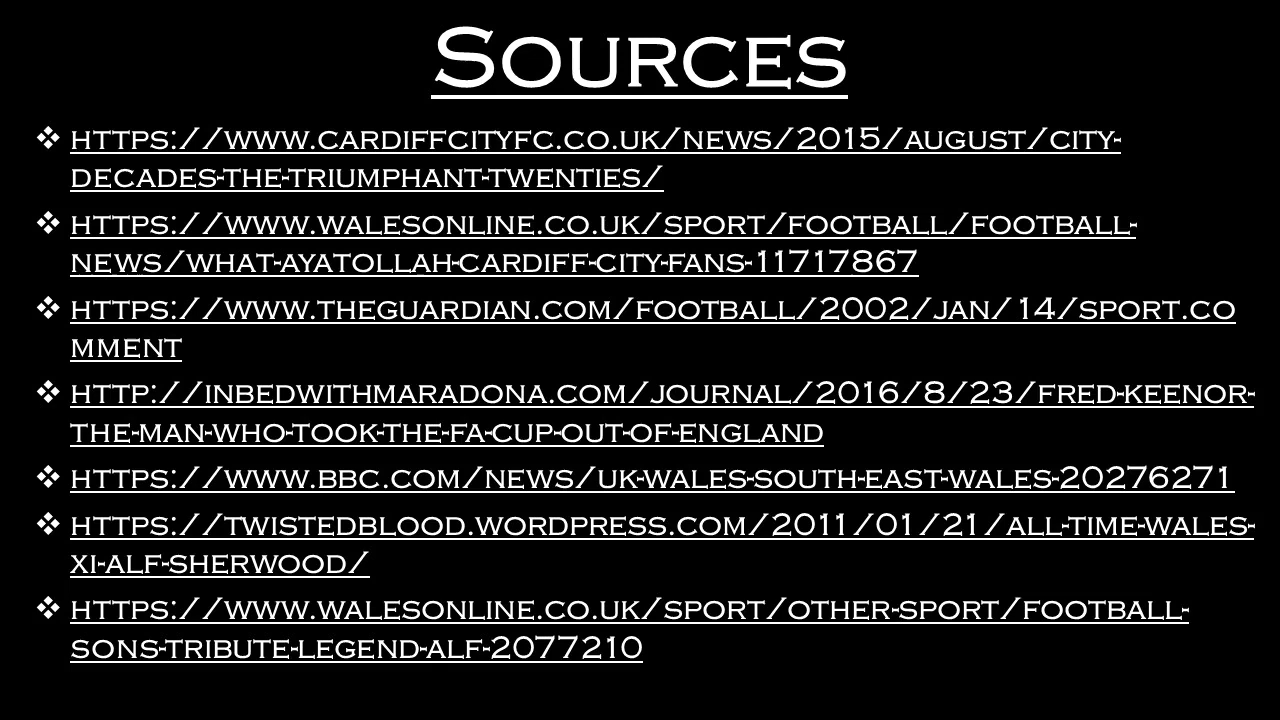 Sources
❖ https://www.cardiffcityfc.co.uk/news/2015/august/city-
decades-the-triumphant-twenties/
❖ https://www.walesonline.co.uk/sport/football/football-
news/what-ayatollah-cardiff-city-fans-11717867
❖ https://www.theguardian.com/football/2002/jan/14/sport.co
mment
❖ http://inbedwithmaradona.com/journal/2016/8/23/fred-keenor-
the-man-who-took-the-fa-cup-out-of-england
❖ https://www.bbc.com/news/uk-wales-south-east-wales-20276271
❖ https://twistedblood.wordpress.com/2011/01/21/all-time-wales-
xi-alf-sherwood/
❖ https://www.walesonline.co.uk/sport/other-sport/football-
sons-tribute-legend-alf-2077210